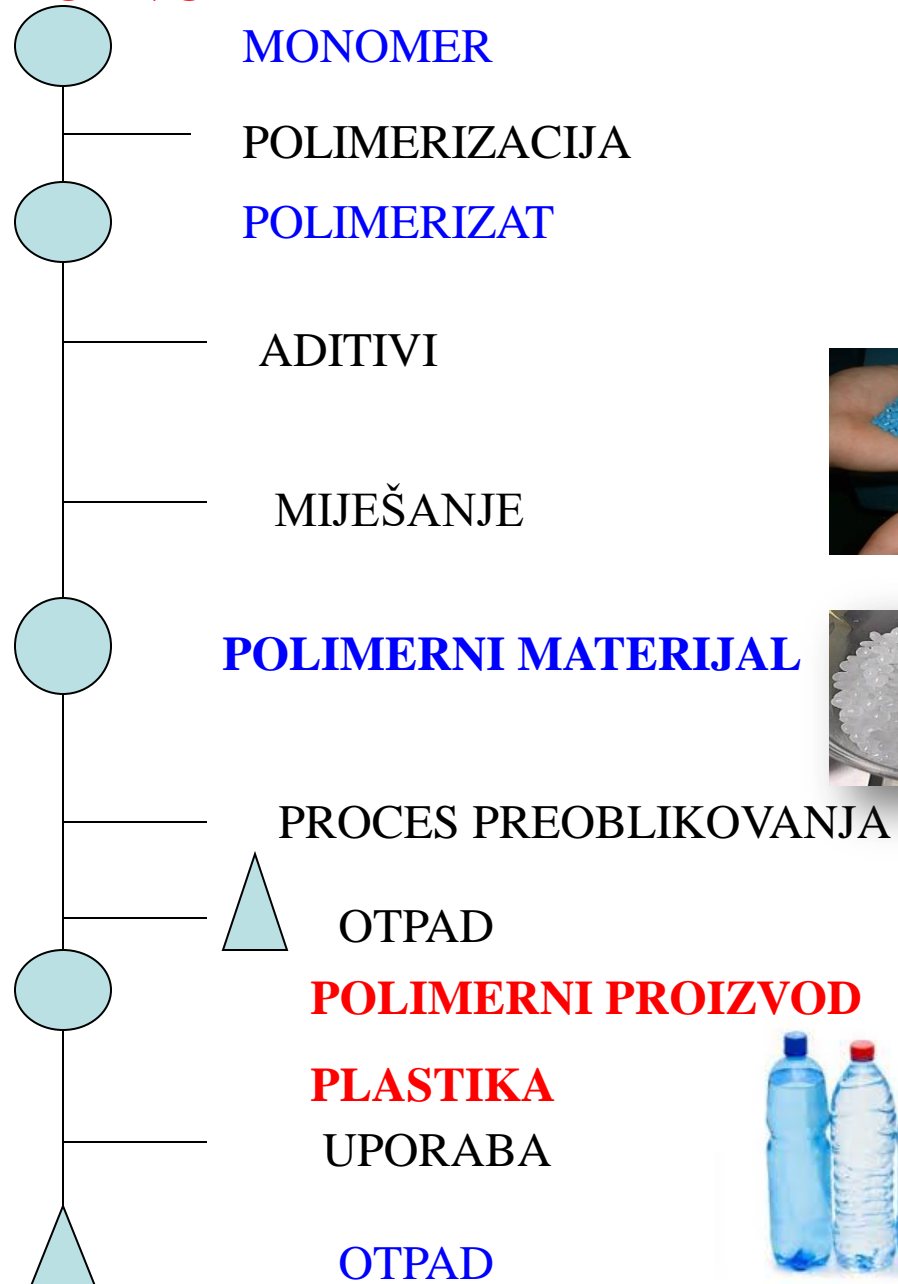 MONOMER
POLIMERIZACIJA
POLIMERIZAT
ADITIVI
MIJEŠANJE
POLIMERNI MATERIJAL
PROCES PREOBLIKOVANJA
OTPAD
POLIMERNI PROIZVOD
PLASTIKA
UPORABA
OTPAD